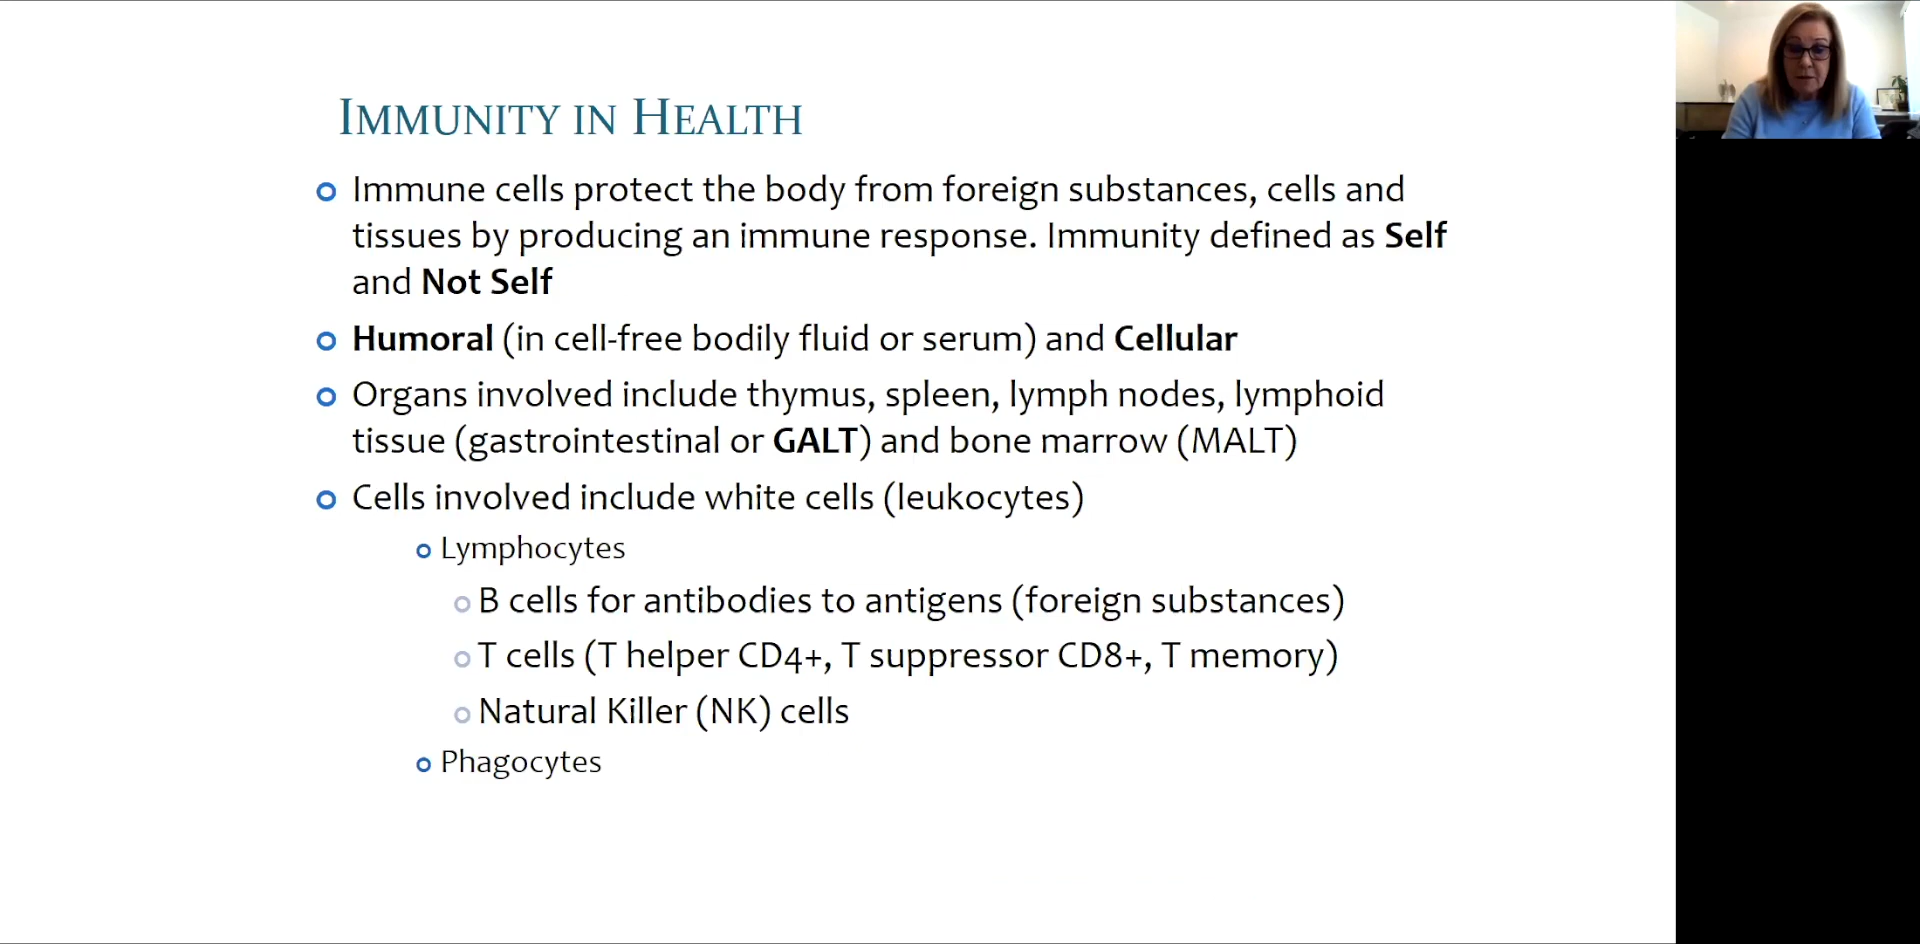 IMMUNITY IN HEALTH
Immune cells protect the body from foreign substances, cells and
tissues by producing an immune response. Immunity defined as Self
and Not Self
Humoral (in cell-free bodily fluid or serum) and Cellular
Organs involved include thymus, spleen, lymph nodes, lymphoid
tissue (gastrointestinal or GALT) and bone marrow (MALT)
Cells involved include white cells (leukocytes)
Lymphocytes
B cells for antibodies to antigens (foreign substances)
T cells (T helper CD4+, T suppressor CD8+, T memory)
Natural Killer (NK) cells
Phagocytes